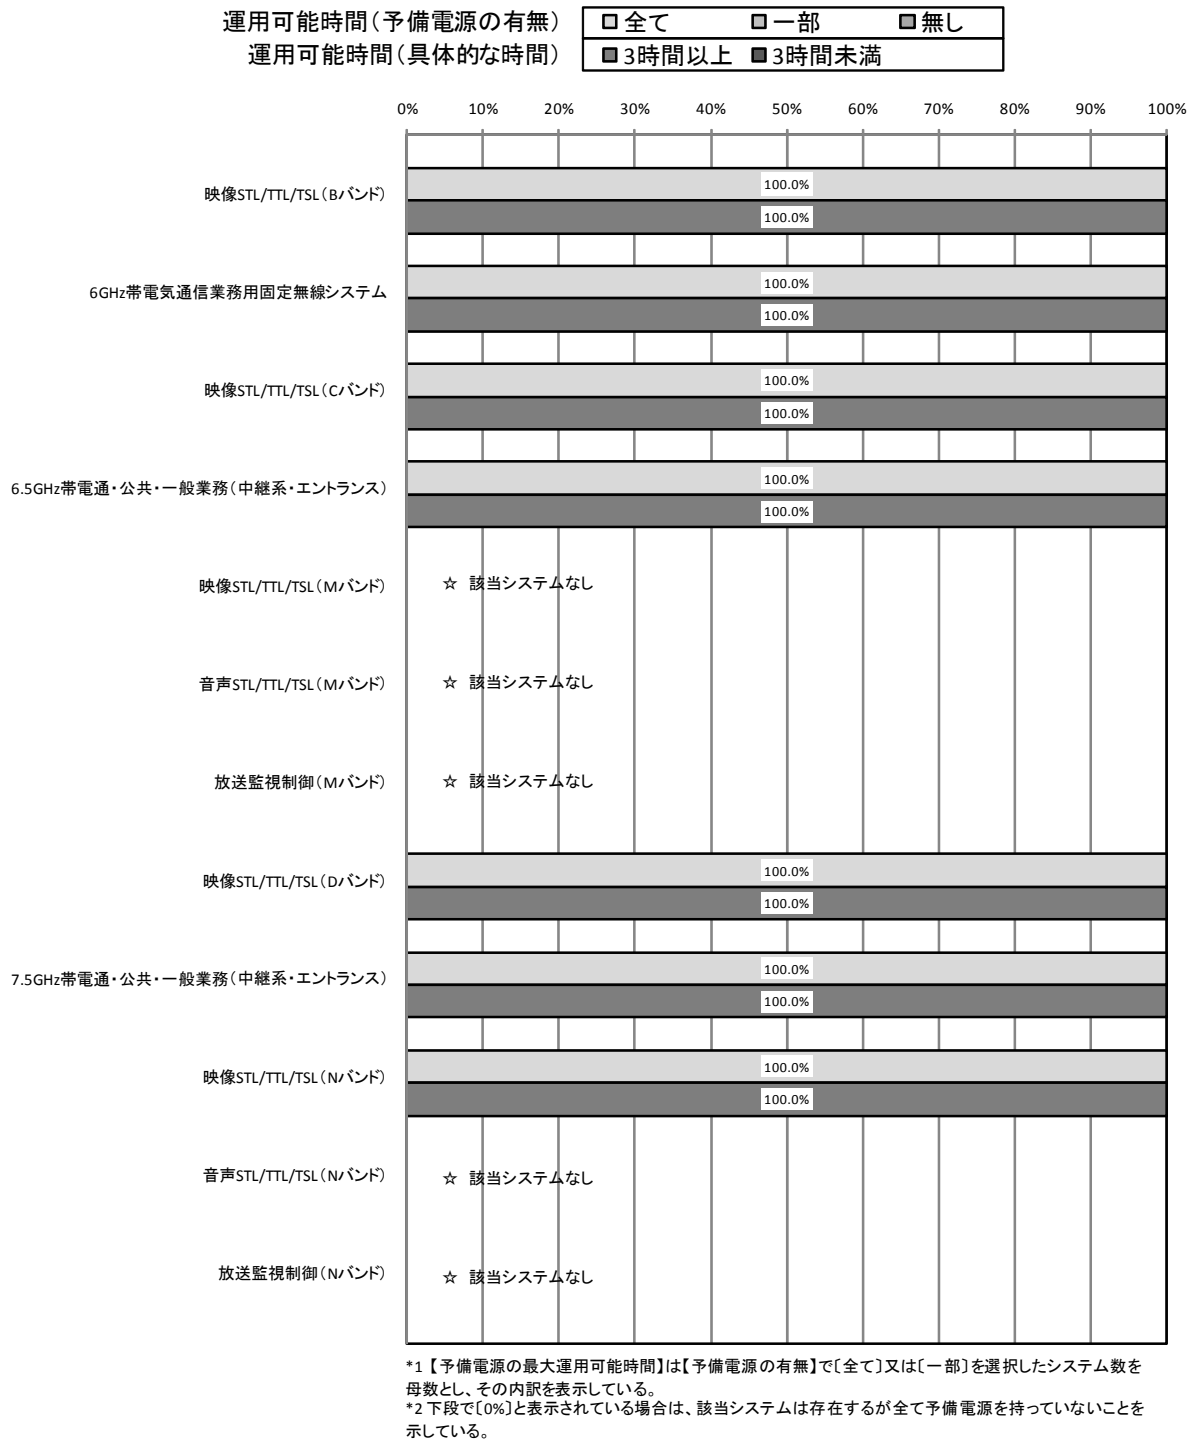 運用可能時間（予備電源の有無） □全て □一部 ■無し
運用可能時間（具体的な時間） ■3時間以上 ■3時間未満
0% 10% 20% 30% 40% 50% 60% 70% 80% 90% 100%
映像STL/TTL/TSL（Bバンド）
100.0%
100.0%
6GHz帯電気通信業務用固定無線システム
100.0%
100.0%
映像STL/TTL/TSL（Cバンド）
100.0%
100.0%
6.5GHz帯電通・公共・一般業務（中継系・エントランス）
100.0%
100.0%
映像STL/TTL/TSL（Mバンド） ☆ 該当システムなし
音声STL/TTL/TSL（Mバンド） ☆ 該当システムなし
放送監視制御（Mバンド） ☆ 該当システムなし
映像STL/TTL/TSL（Dバンド）
100.0%
100.0%
7.5GHz帯電通・公共・一般業務（中継系・エントランス）
100.0%
100.0%
映像STL/TTL/TSL（Nバンド）
100.0%
100.0%
音声STL/TTL/TSL（Nバンド） ☆ 該当システムなし
放送監視制御（Nバンド） ☆ 該当システムなし
*1 【予備電源の最大運用可能時間】は【予備電源の有無】で〔全て〕又は〔一部〕を選択したシステム数を
母数とし、その内訳を表示している。
*2 下段で〔0%〕と表示されている場合は、該当システムは存在するが全て予備電源を持っていないことを
示している。